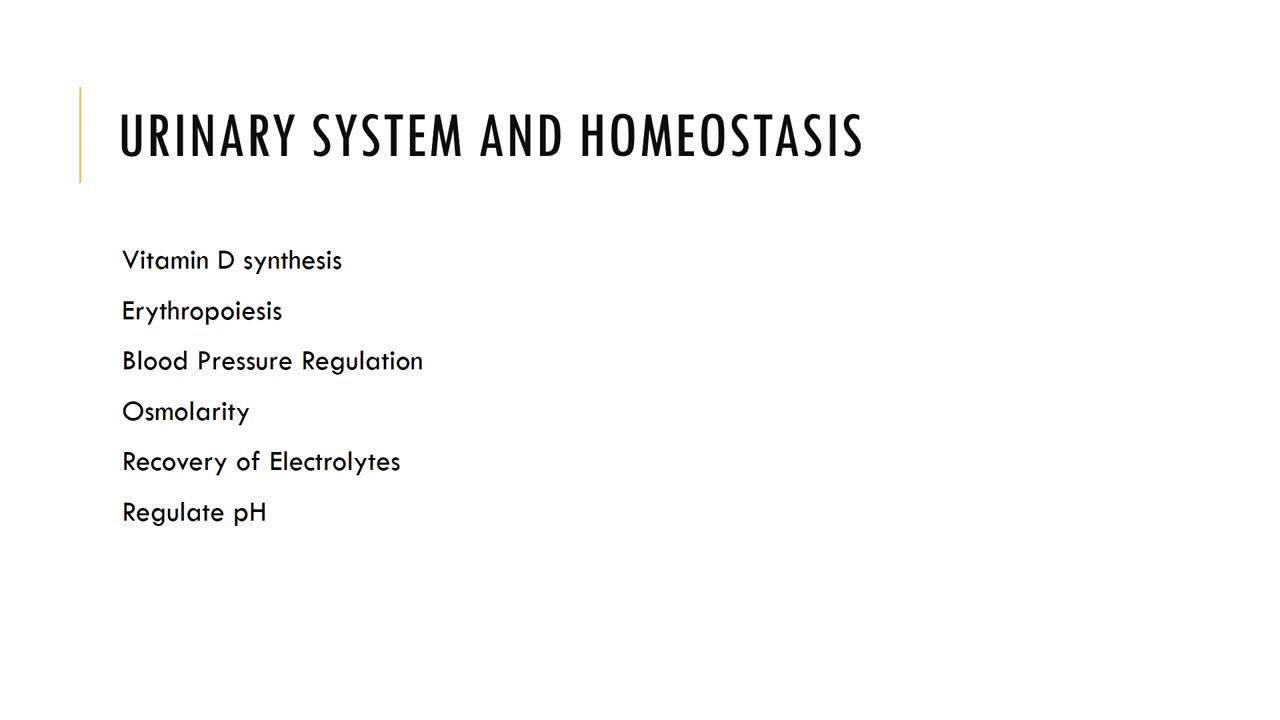 URINARY SYSTEM AND HOMEOSTASIS
Vitamin D synthesis
Erythropoiesis
Blood Pressure Regulation
Osmolarity
Recovery of Electrolytes
Regulate pH